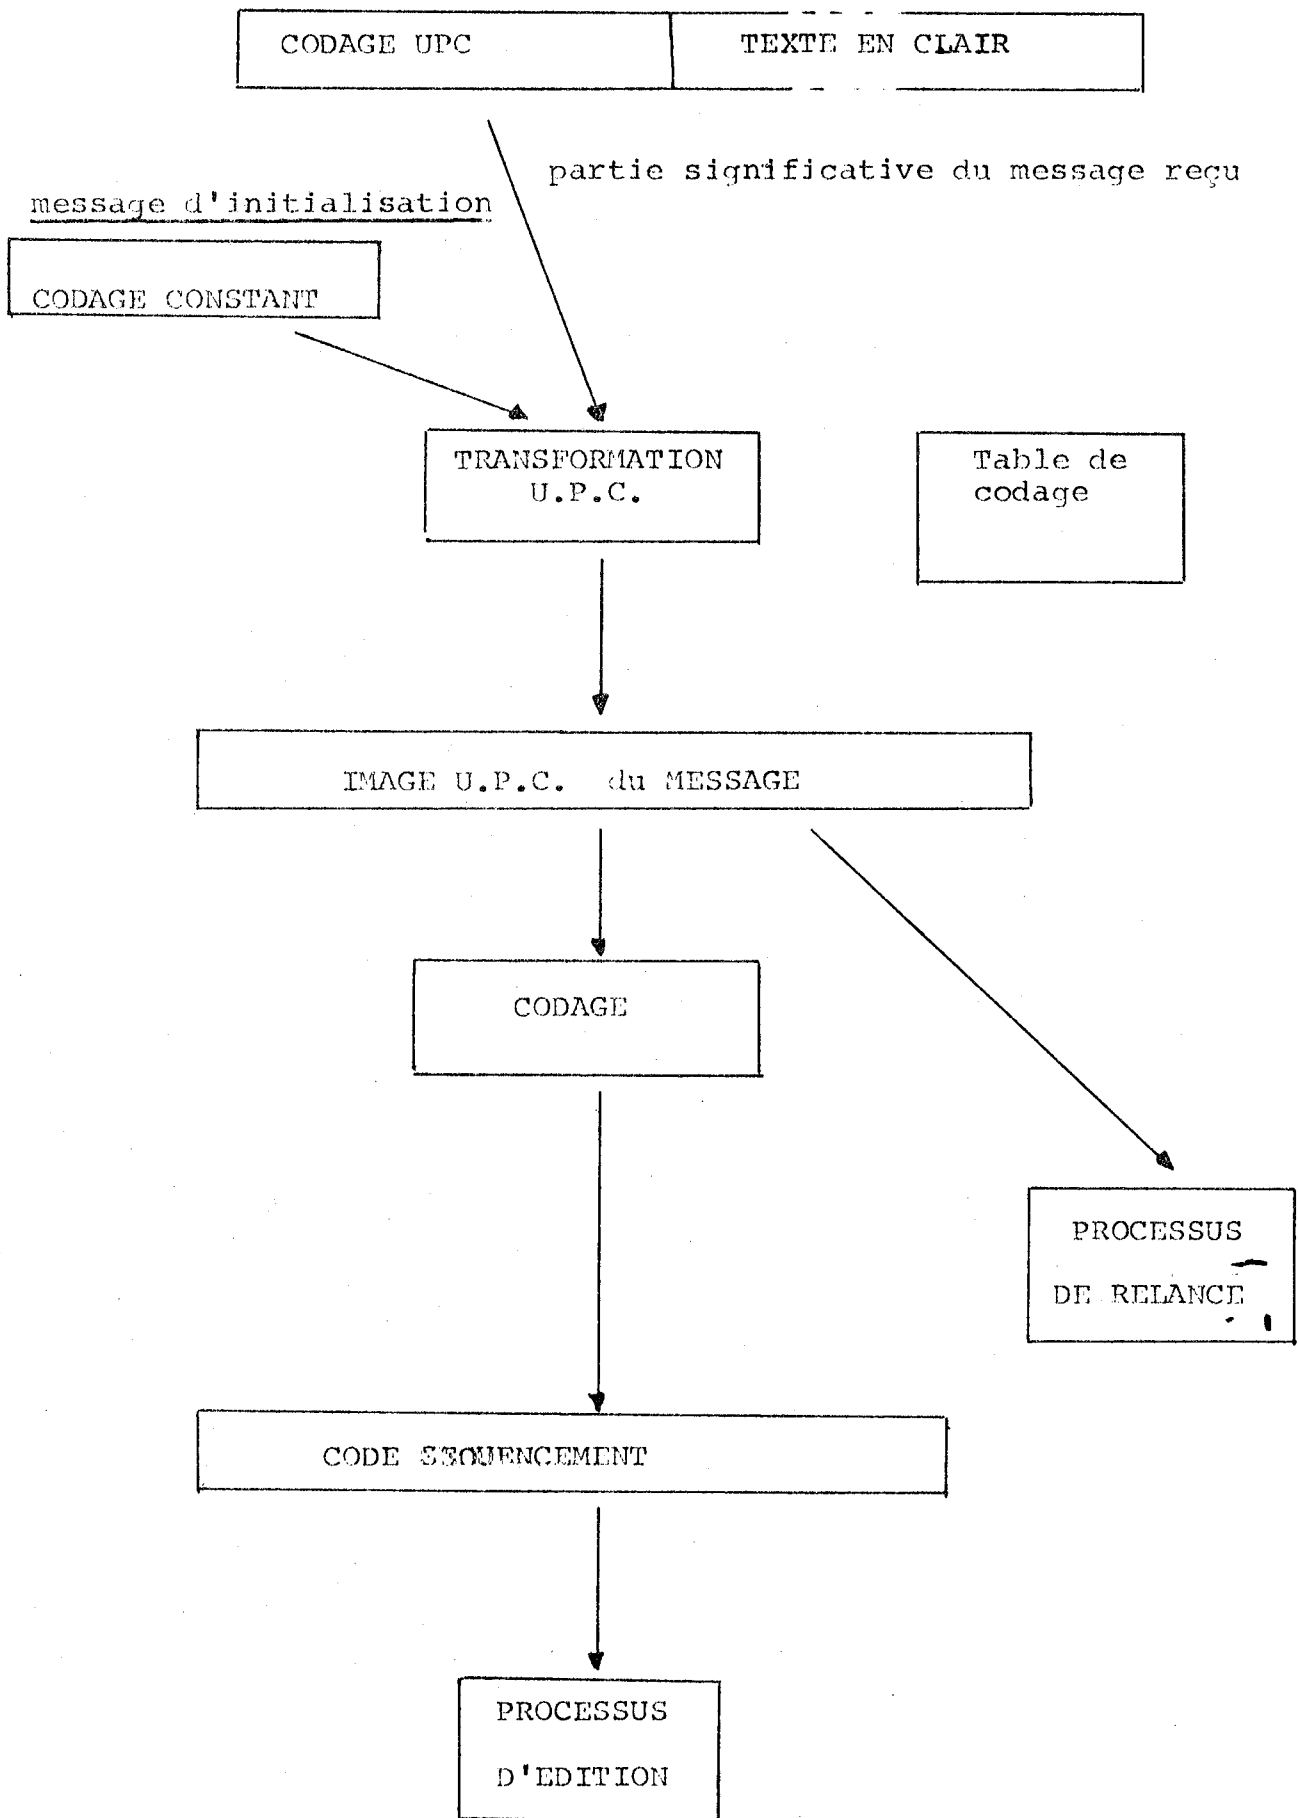 CODAGE UPC
TEXTE EN CLAIR
partie significative du message reçu
message d'initialisation
CODAGE CONSTANT
TRANSFORMATION
U.P.C.
Table de
codage
IMAGE U.P.C. du MESSAGE
CODAGE
PROCESSUS
DE RELANCE
CODE SEQUENCEMENT
PROCESSUS
D'EDITION